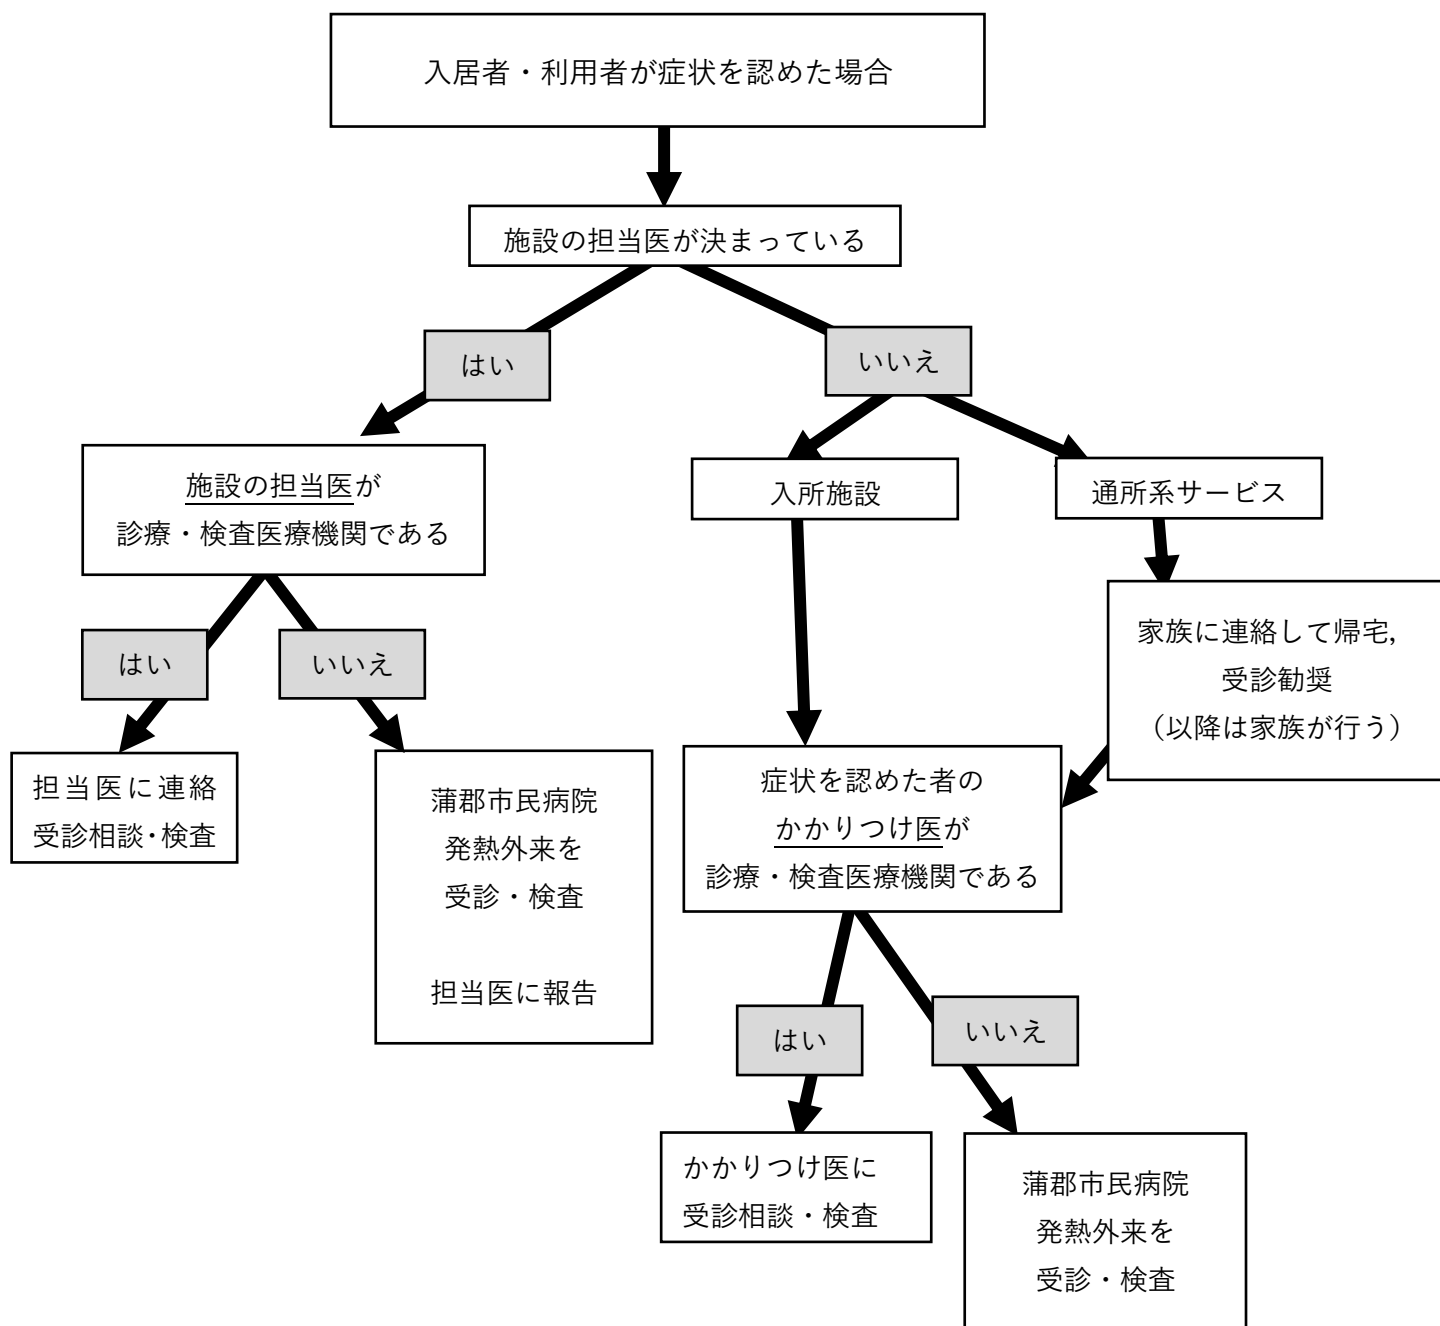 入居者・利用者が症状を認めた場合
施設の担当医が決まっている
はい
いいえ
施設の担当医が
診療・検査医療機関である
入所施設
通所系サービス
はい
いいえ
家族に連絡して帰宅,
受診勧奨
（以降は家族が行う）
担当医に連絡
受診相談・検査
蒲郡市民病院
発熱外来を
受診・検査
担当医に報告
症状を認めた者の
かかりつけ医が
診療・検査医療機関である
はい
いいえ
かかりつけ医に
受診相談・検査
蒲郡市民病院
発熱外来を
受診・検査